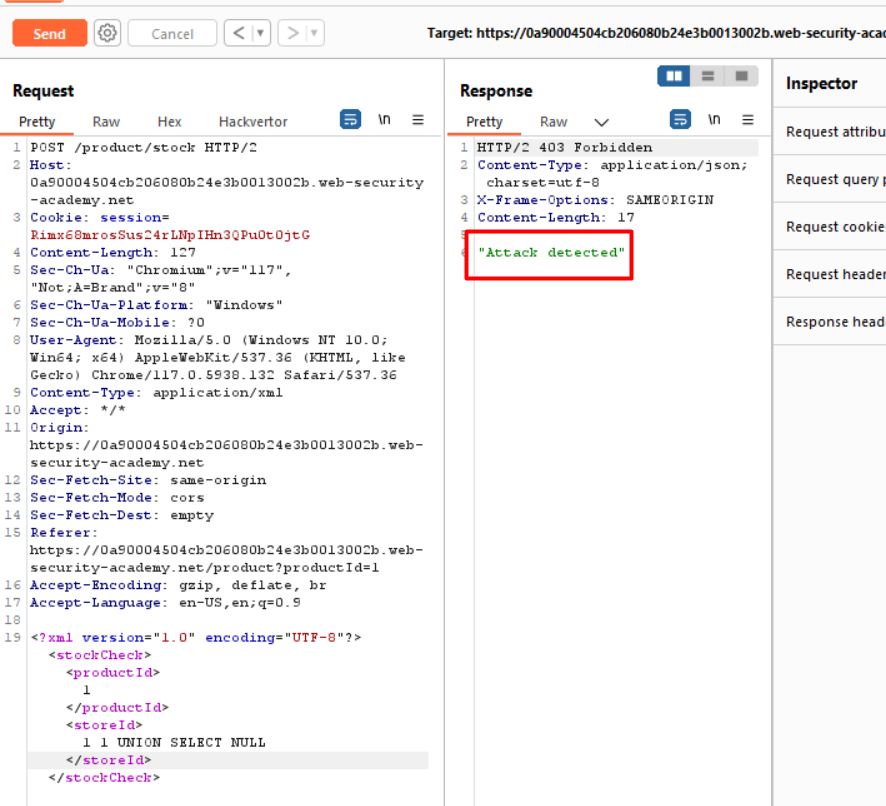 Send
Cancel
<
>
Target: https://0a90004504cb206080b24e3b0013002b.web-security-aca
Request
Pretty Raw Hex Hackvertor \n
1 POST /product/stock HTTP/2
2 Host:
0a90004504cb206080b24e3b0013002b.web-security
-academy.net
3 Cookie: session=
Rimx68mrosSus24rLNpIHn3QPu0t0jtG
4 Content-Length: 127
5 Sec-Ch-Ua: "Chromium";v="117",
"Not;A=Brand";v="8"
6 Sec-Ch-Ua-Platform: "Windows"
7 Sec-Ch-Ua-Mobile: ?0
8 User-Agent: Mozilla/5.0 (Windows NT 10.0;
Win64; x64) AppleWebKit/537.36 (KHTML, like
Gecko) Chrome/117.0.5938.132 Safari/537.36
9 Content-Type: application/xml
10 Accept: */*
11 Origin:
https://0a90004504cb206080b24e3b0013002b.web-
security-academy.net
12 Sec-Fetch-Site: same-origin
13 Sec-Fetch-Mode: cors
14 Sec-Fetch-Dest: empty
15 Referer:
https://0a90004504cb206080b24e3b0013002b.web-
security-academy.net/product?productId=1
16 Accept-Encoding: gzip, deflate, br
17 Accept-Language: en-US,en;q=0.9
18
19 <?xml version="1.0" encoding="UTF-8"?>
<stockCheck>
<productId>
1
</productId>
<storeId>
1 1 UNION SELECT NULL
</storeId>
</stockCheck>
Response
Pretty Raw \n
1 HTTP/2 403 Forbidden
2 Content-Type: application/json;
charset=utf-8
3 X-Frame-Options: SAMEORIGIN
4 Content-Length: 17
5
6 "Attack detected"
Inspector
Request attribu
Request query p
Request cookie
Request header
Response head